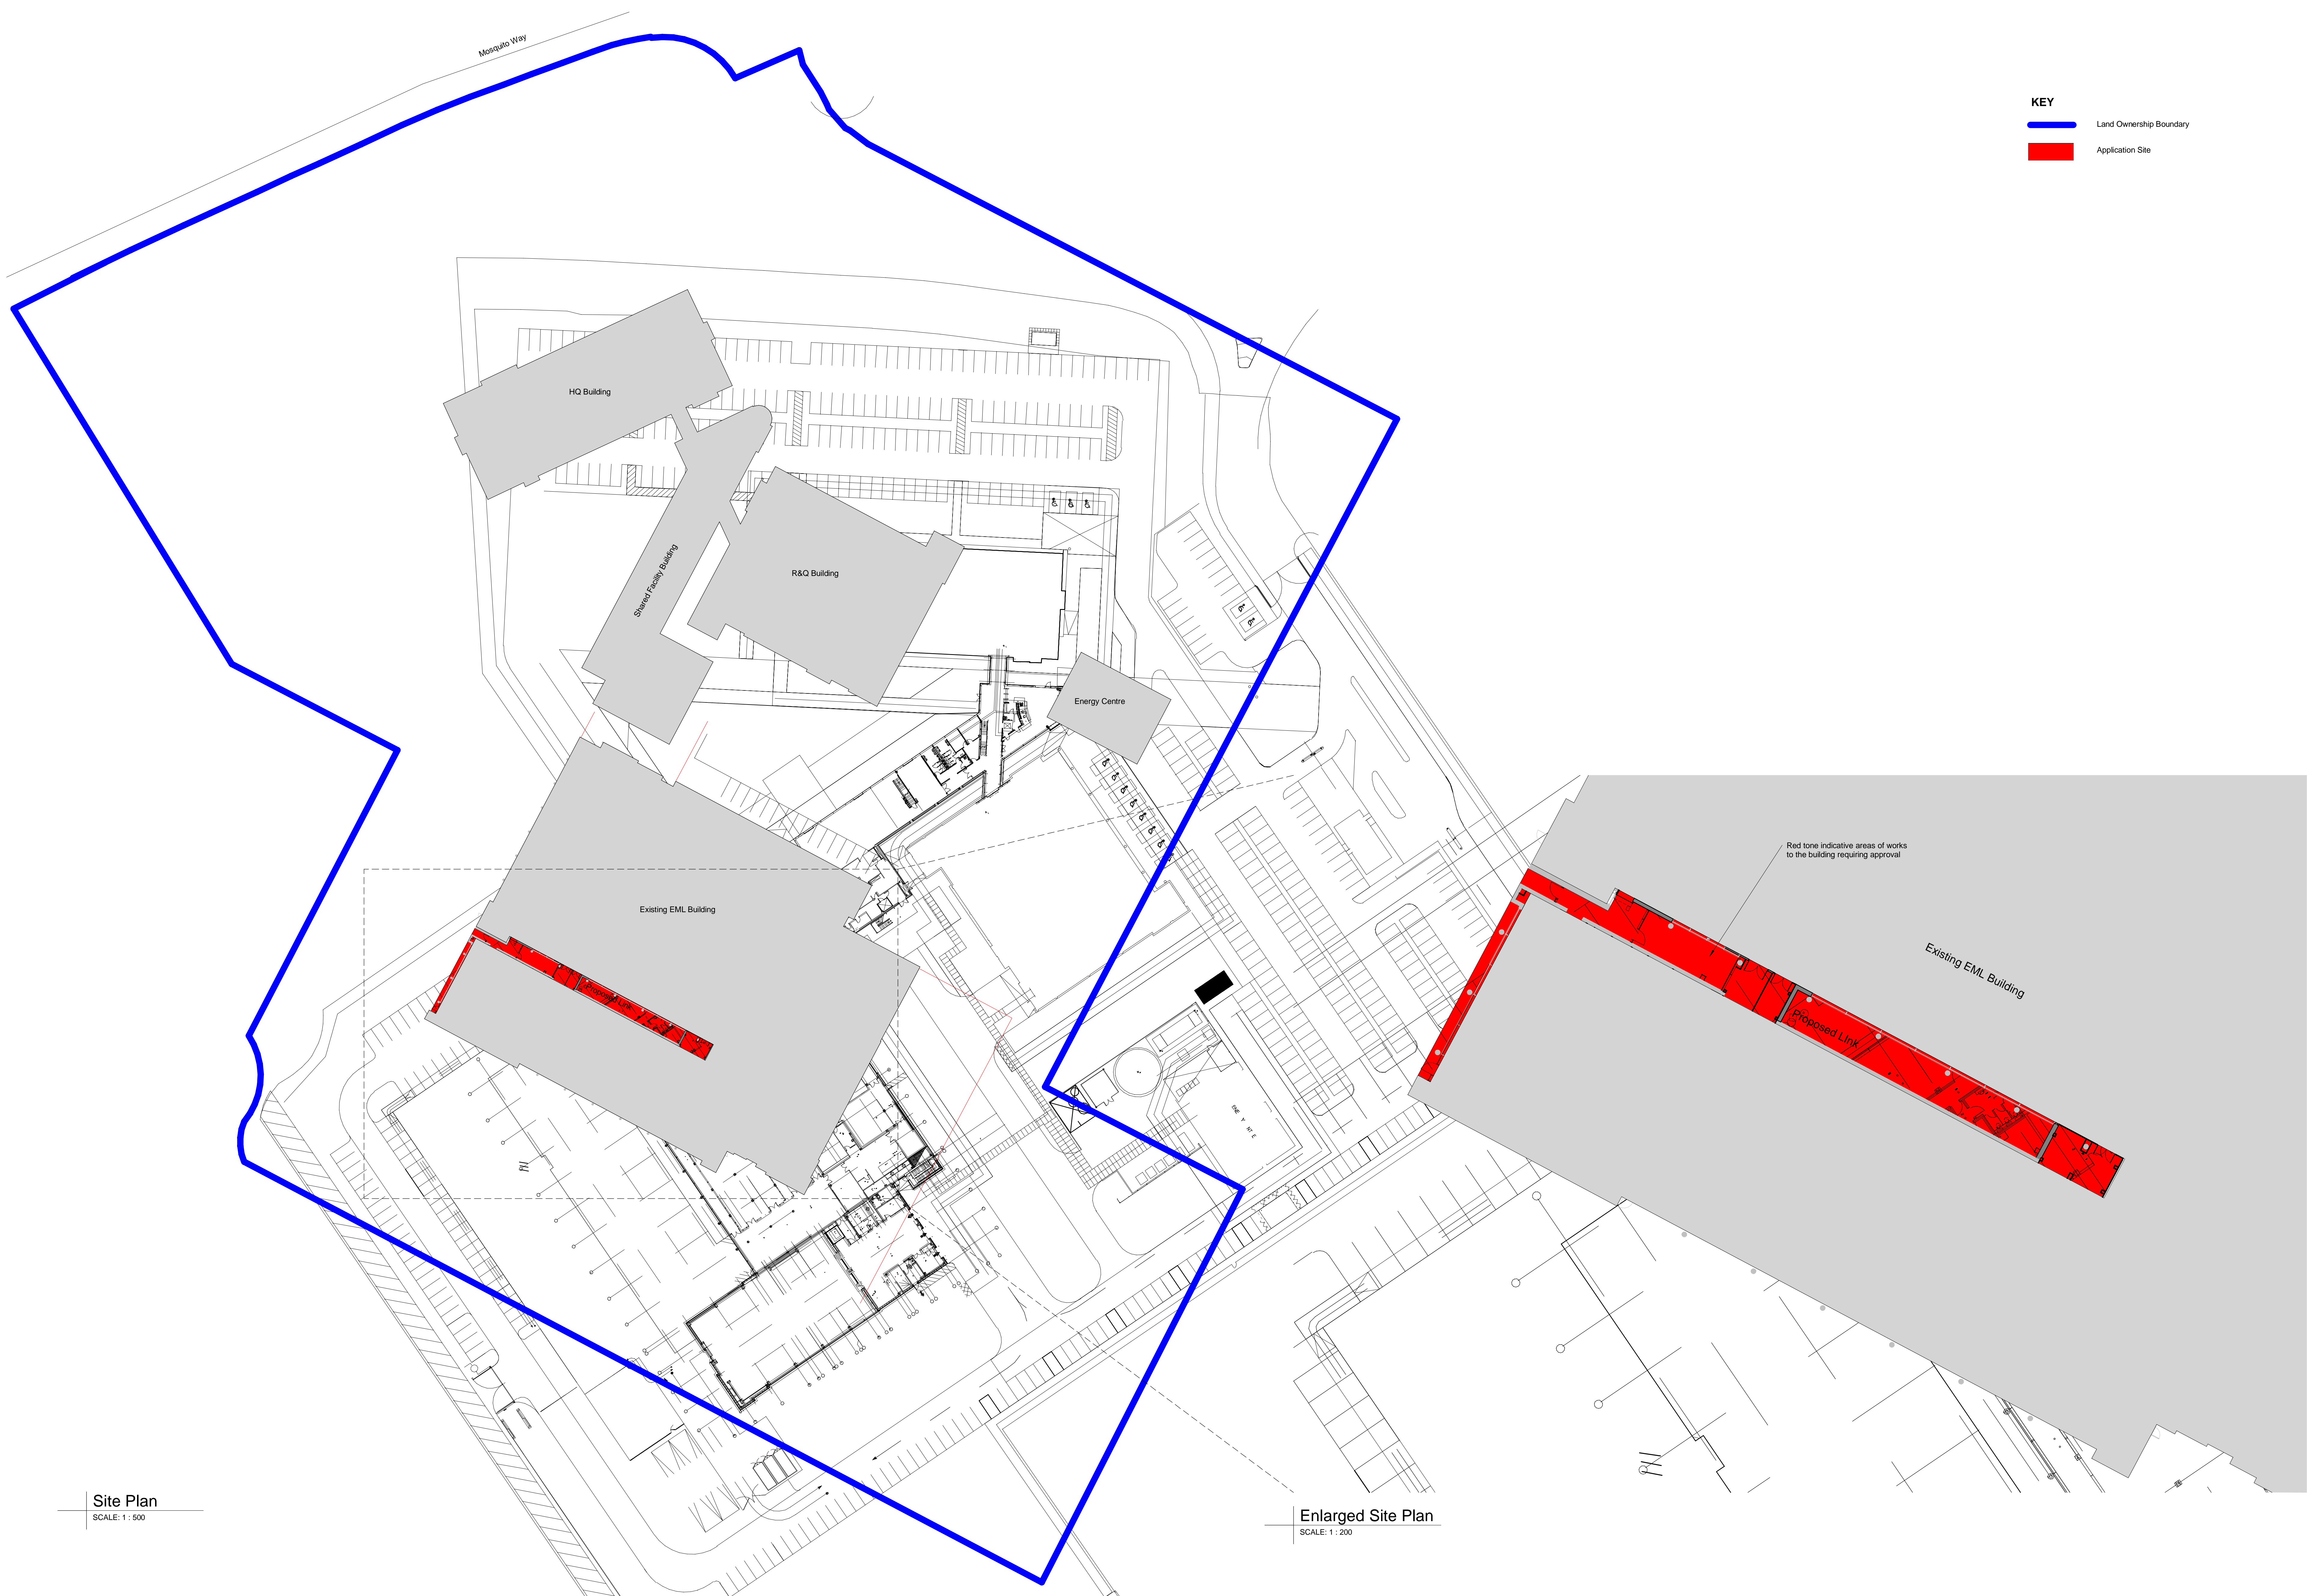 Mosquito Way
KEY
Land Ownership Boundary
Application Site
HQ Building
Shared Facility Building
R&Q Building
Energy Centre
Red tone indicative areas of works
to the building requiring approval
Existing EML Building
Proposed Link
Existing EML Building
Proposed Link
Site Plan
SCALE: 1 : 500
Enlarged Site Plan
SCALE: 1 : 200